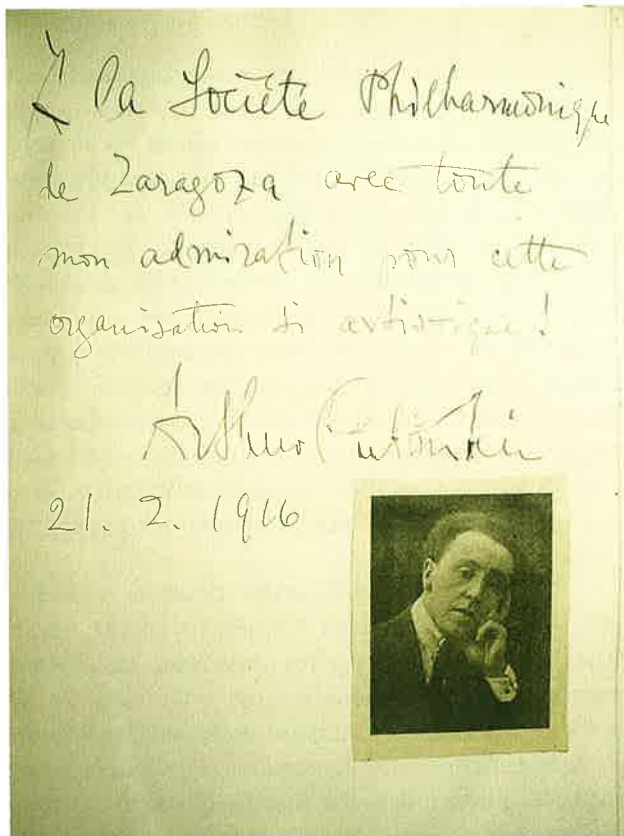 À la Société Philharmonique
de Zaragoza avec toute
mon admiration pour cette
organisation si artistique!
Arthur Rubinstein
21. 2. 1916